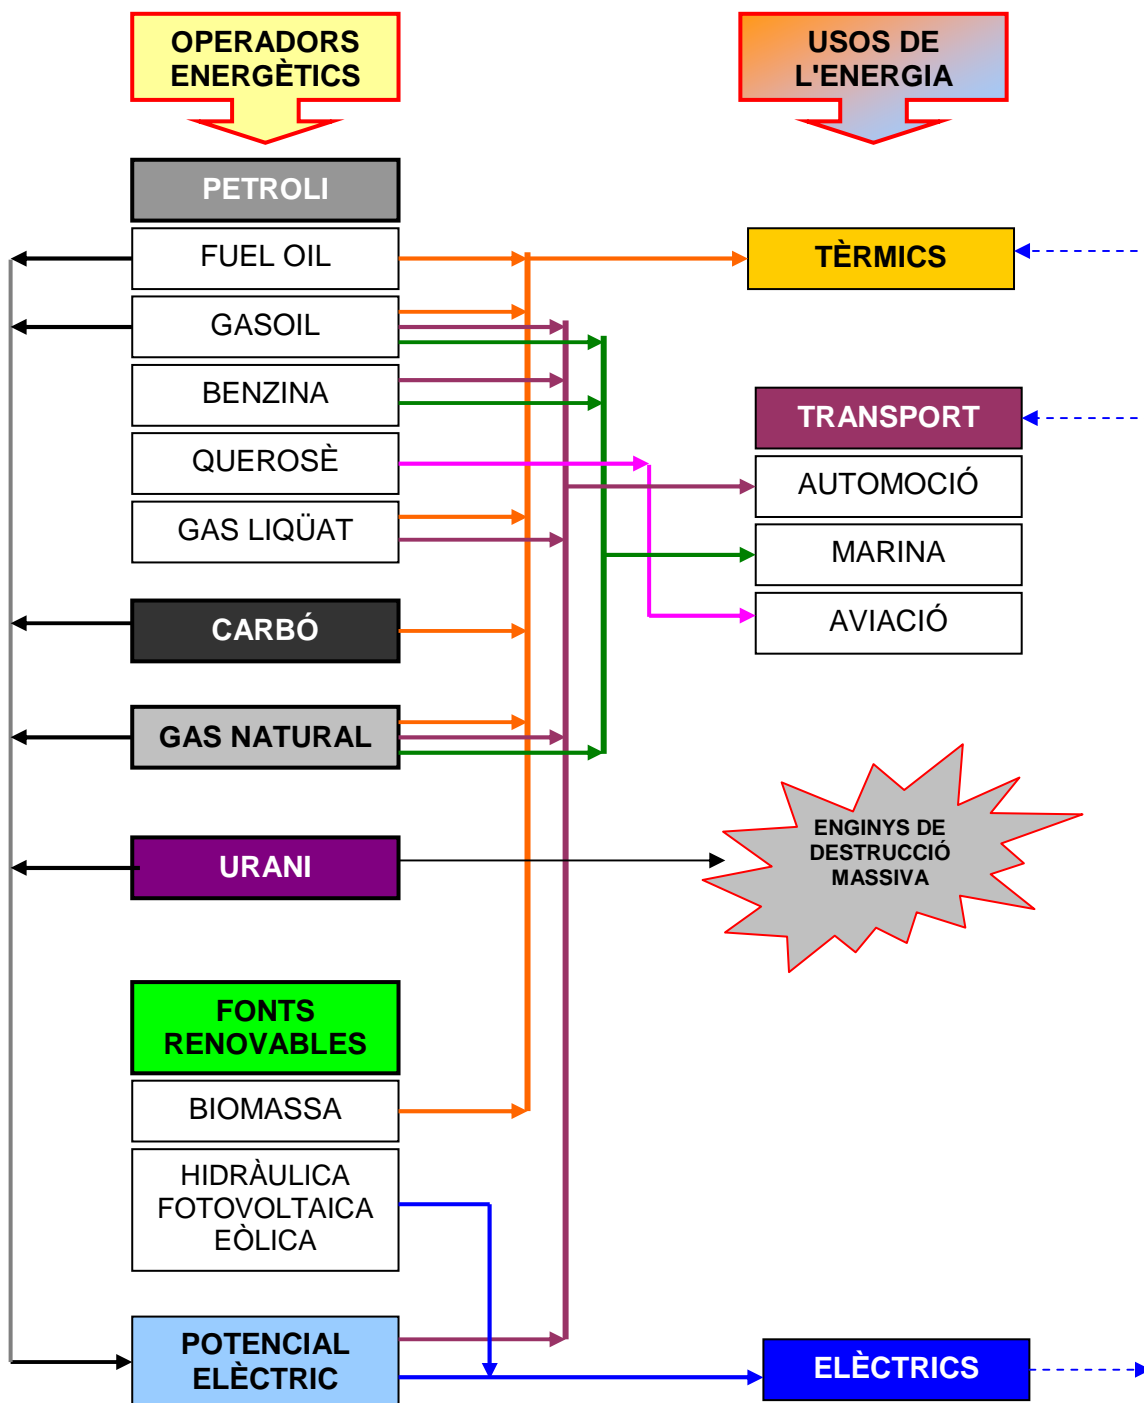 OPERADORS
ENERGÈTICS
USOS DE
L'ENERGIA
PETROLI
FUEL OIL
TÈRMICS
GASOIL
BENZINA
TRANSPORT
QUEROSÈ
AUTOMOCIÓ
GAS LIQÜAT
MARINA
CARBÓ
AVIACIÓ
GAS NATURAL
ENGINYS DE
DESTRUCCIÓ
MASSIVA
URANI
FONTS
RENOVABLES
BIOMASSA
HIDRÀULICA
FOTOVOLTAICA
EÒLICA
POTENCIAL
ELÈCTRIC
ELÈCTRICS